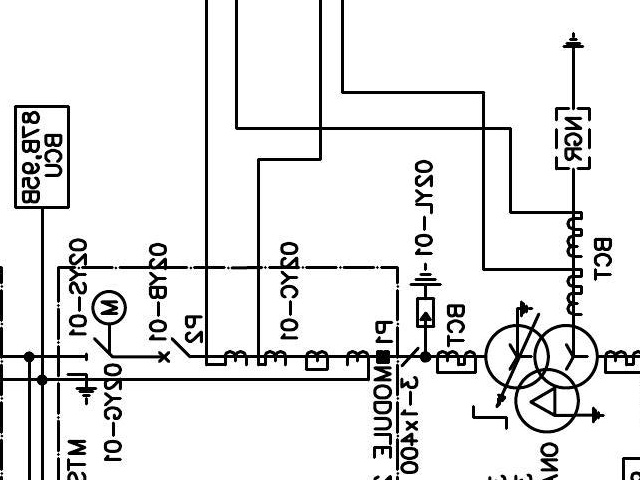 NGR
BCU
87B,95B
02YL-01
BCT
02YS-01
02YB-01
02YC-01
M
P2
P1
BCT
02YG-01
MODULE
3-1x400
MTS
ONA